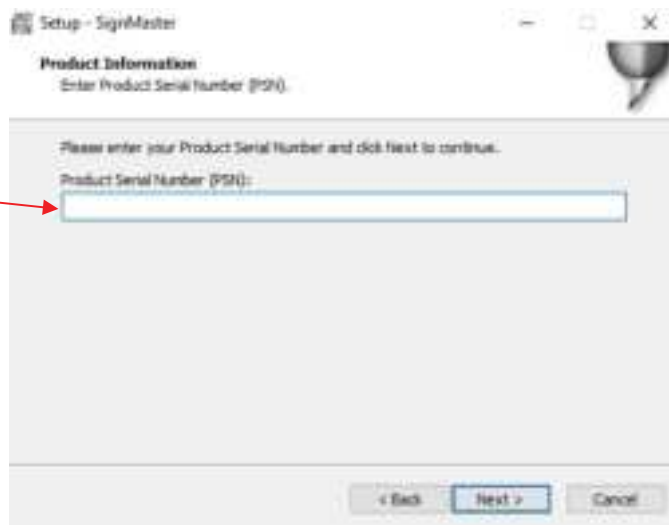 Setup - SignMaster
Product Information
Enter Product Serial Number (PSN).
Please enter your Product Serial Number and click Next to continue.
Product Serial Number (PSN):
< Back
Next >
Cancel